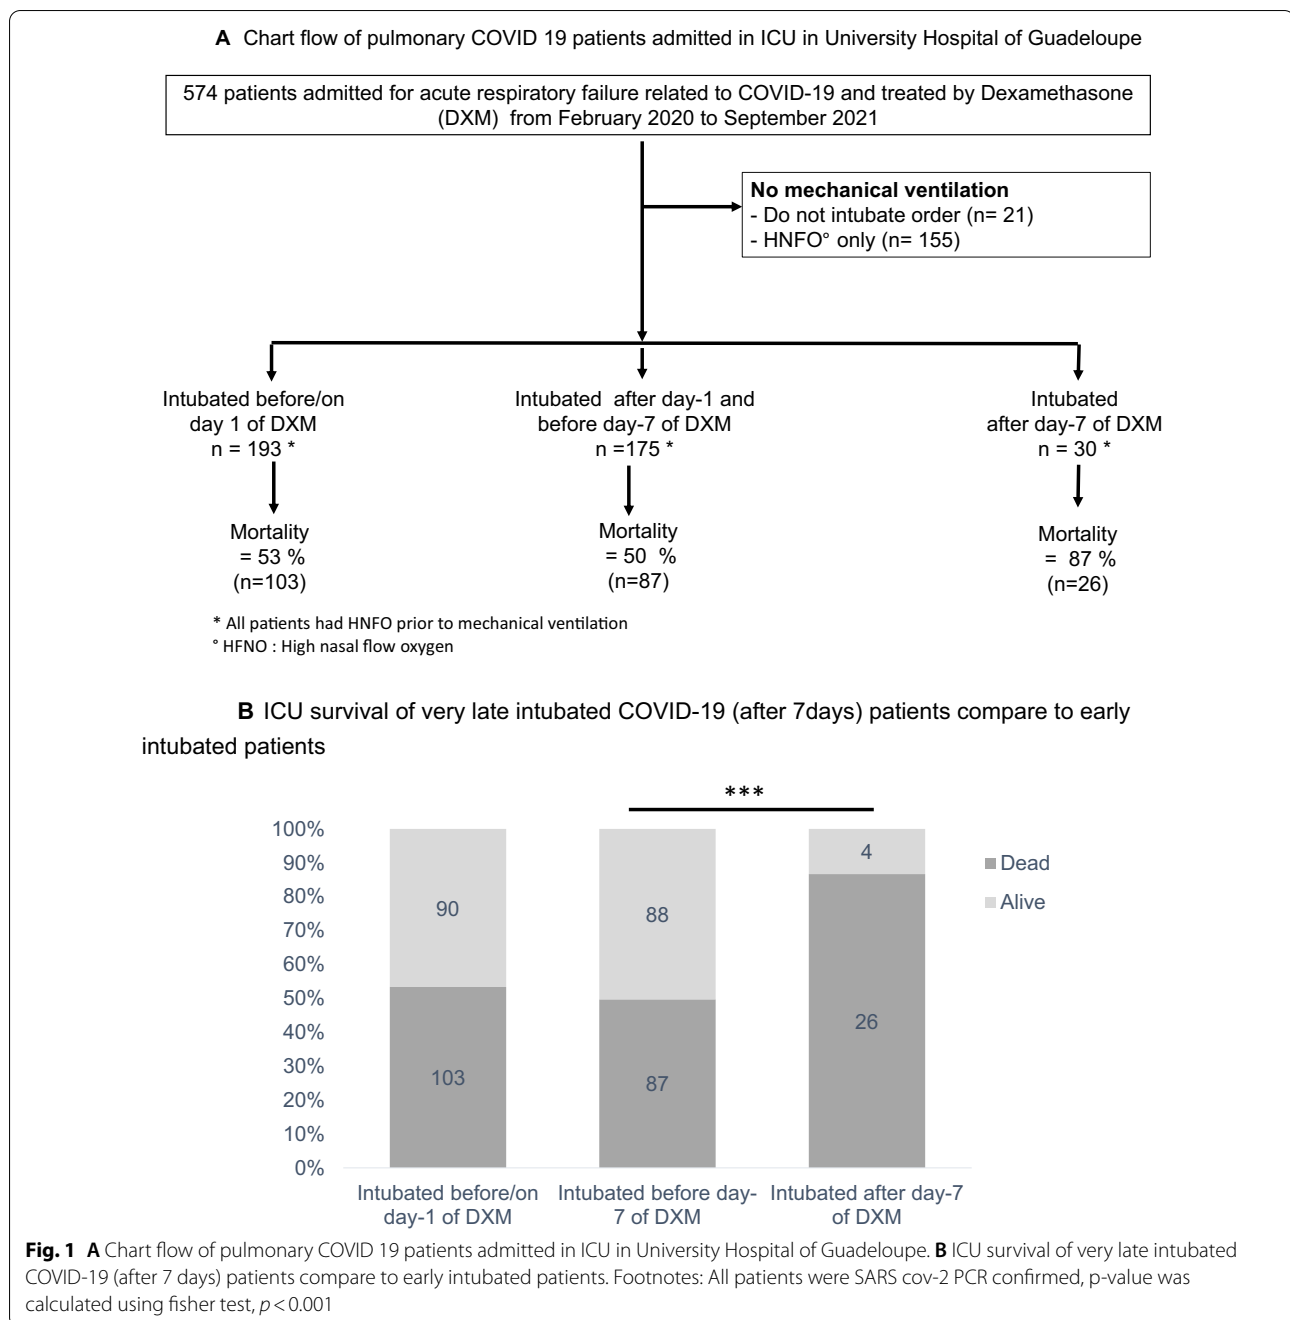 A Chart flow of pulmonary COVID 19 patients admitted in ICU in University Hospital of Guadeloupe
574 patients admitted for acute respiratory failure related to COVID-19 and treated by Dexamethasone
(DXM) from February 2020 to September 2021
No mechanical ventilation
- Do not intubate order (n= 21)
- HNFO° only (n= 155)
Intubated before/on
day 1 of DXM
n = 193 *
Intubated after day-1 and
before day-7 of DXM
n =175 *
Intubated
after day-7 of DXM
n = 30 *
Mortality
= 53 %
(n=103)
Mortality
= 50 %
(n=87)
Mortality
= 87 %
(n=26)
* All patients had HNFO prior to mechanical ventilation
° HFNO : High nasal flow oxygen
B ICU survival of very late intubated COVID-19 (after 7days) patients compare to early
intubated patients
***
100%
90%
80%
70%
60%
50%
40%
30%
20%
10%
0%
90
103
88
87
4
26
Dead
Alive
Intubated before/on
day-1 of DXM
Intubated before day-
7 of DXM
Intubated after day-7
of DXM
Fig. 1 A Chart flow of pulmonary COVID 19 patients admitted in ICU in University Hospital of Guadeloupe. B ICU survival of very late intubated
COVID-19 (after 7 days) patients compare to early intubated patients. Footnotes: All patients were SARS cov-2 PCR confirmed, p-value was
calculated using fisher test, p < 0.001